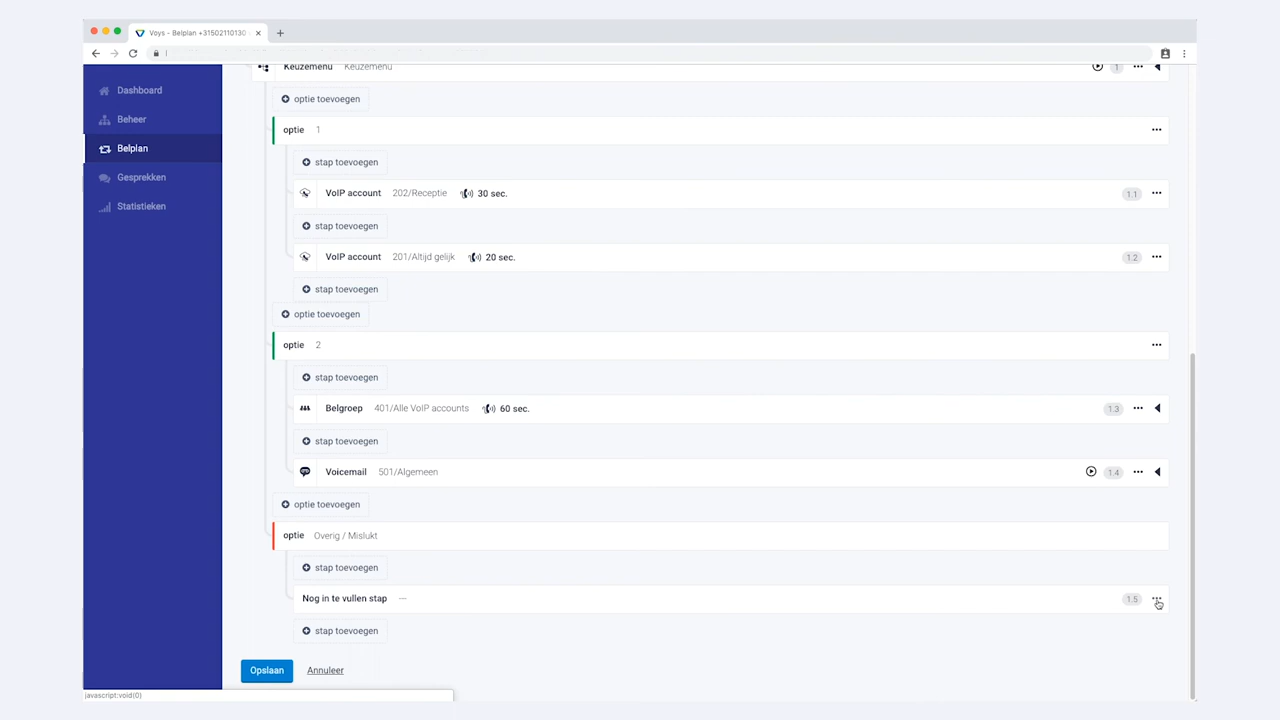 Voys - Belplan +31502110130
Keuzemenu Keuzemenu 1
Dashboard
optie toevoegen
Beheer
optie 1
Belplan
stap toevoegen
Gesprekken
VoIP account 202/Receptie 30 sec. 1.1
Statistieken
stap toevoegen
VoIP account 201/Altijd gelijk 20 sec. 1.2
stap toevoegen
optie toevoegen
optie 2
stap toevoegen
Belgroep 401/Alle VoIP accounts 60 sec. 1.3
stap toevoegen
Voicemail 501/Algemeen 1.4
optie toevoegen
optie Overig / Mislukt
stap toevoegen
Nog in te vullen stap — 1.5
stap toevoegen
Opslaan Annuleer
javascript:void(0)